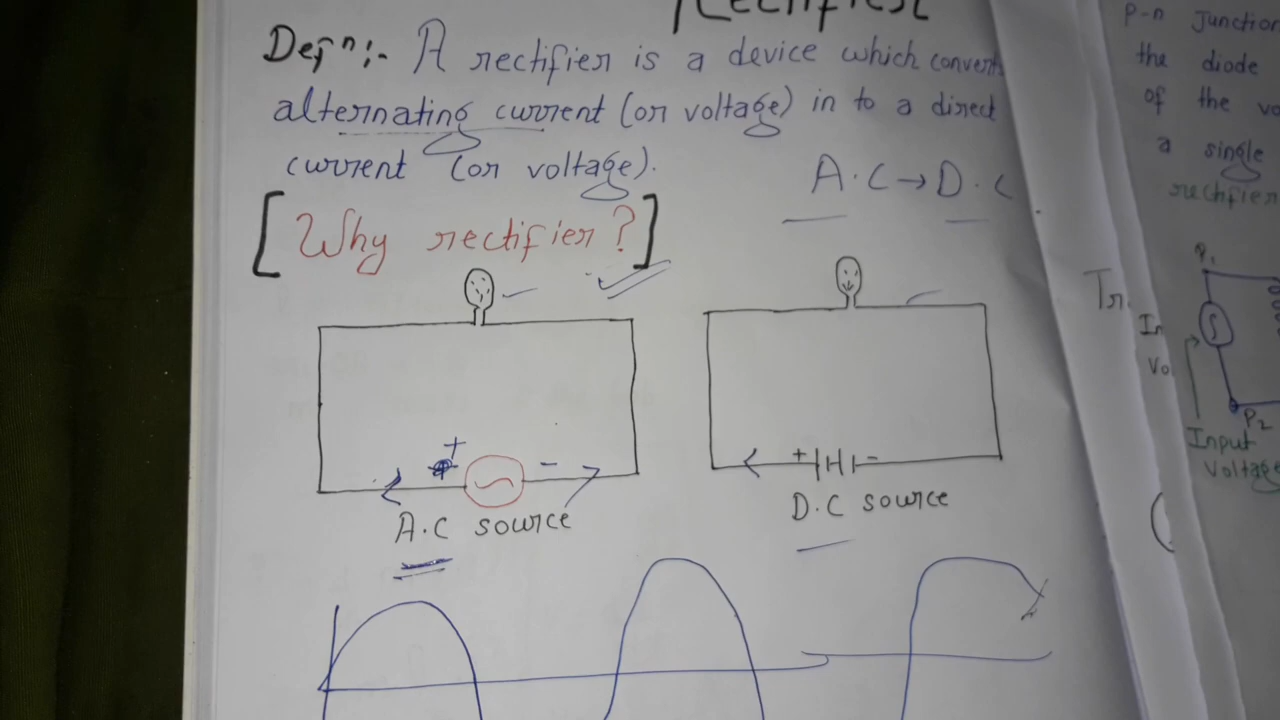 Rectifier
Defⁿ:- A rectifier is a device which converts
alternating current (or voltage) in to a direct
current (or voltage).
A.C → D.C
[Why rectifier?]
+
-
A.C source
+
-
D.C source
p-n Junction
the diode
of the
a single
rectifier
P₁
P₂
Input
Voltage